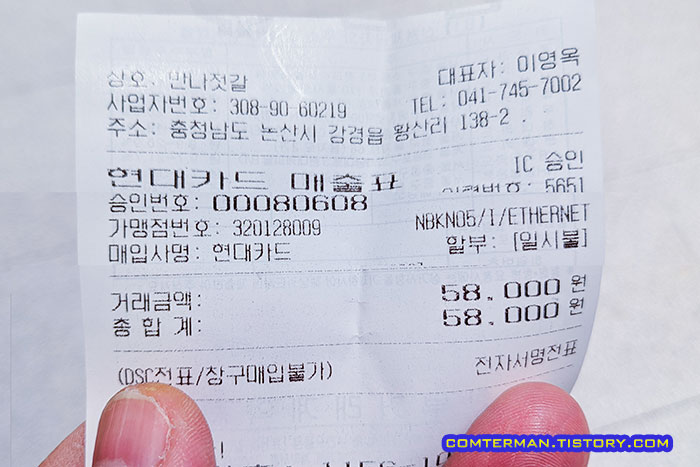 상호: 만나젓갈 대표자: 이영옥
사업자번호: 308-90-60219 TEL: 041-745-7002
주소: 충청남도 논산시 강경읍 황산리 138-2
IC 승인
현대카드 매출표
승인번호: 00080608 5651
가맹점번호: 320128009 NBKN05/1/ETHERNET
매입사명: 현대카드 할부: [일시불]
거래금액: 58,000 원
총 합 계: 58,000 원
(DSC전표/창구매입불가) 전자서명전표
COMTERMAN.TISTORY.COM